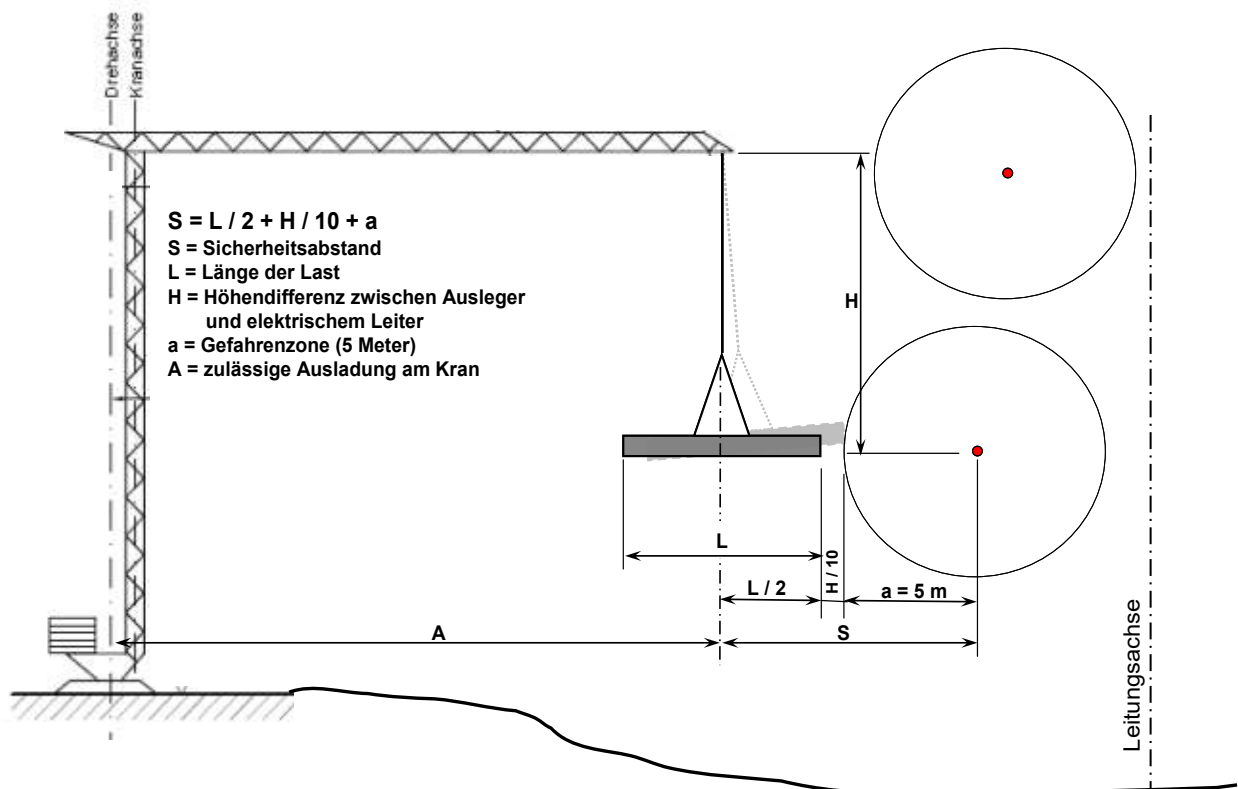 Drehachse
Kranachse
S = L / 2 + H / 10 + a
S = Sicherheitsabstand
L = Länge der Last
H = Höhendifferenz zwischen Ausleger
und elektrischem Leiter
a = Gefahrenzone (5 Meter)
A = zulässige Ausladung am Kran
H
L
H / 10
L / 2
a = 5 m
A
S
Leitungsachse